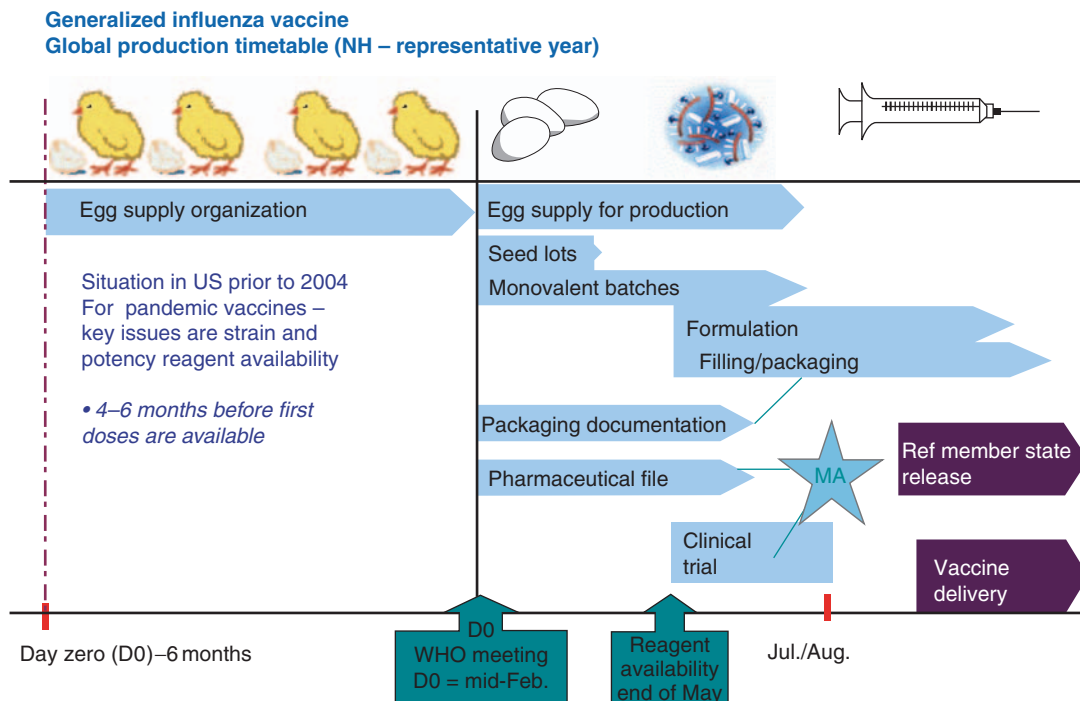 Generalized influenza vaccine
Global production timetable (NH – representative year)
Egg supply organization
Egg supply for production
Seed lots
Monovalent batches
Situation in US prior to 2004
For pandemic vaccines –
key issues are strain and
potency reagent availability
• 4–6 months before first
doses are available
Formulation
Filling/packaging
Packaging documentation
Pharmaceutical file
MA
Ref member state
release
Clinical
trial
Vaccine
delivery
Day zero (D0)–6 months
D0
WHO meeting
D0 = mid-Feb.
Reagent
availability
end of May
Jul./Aug.